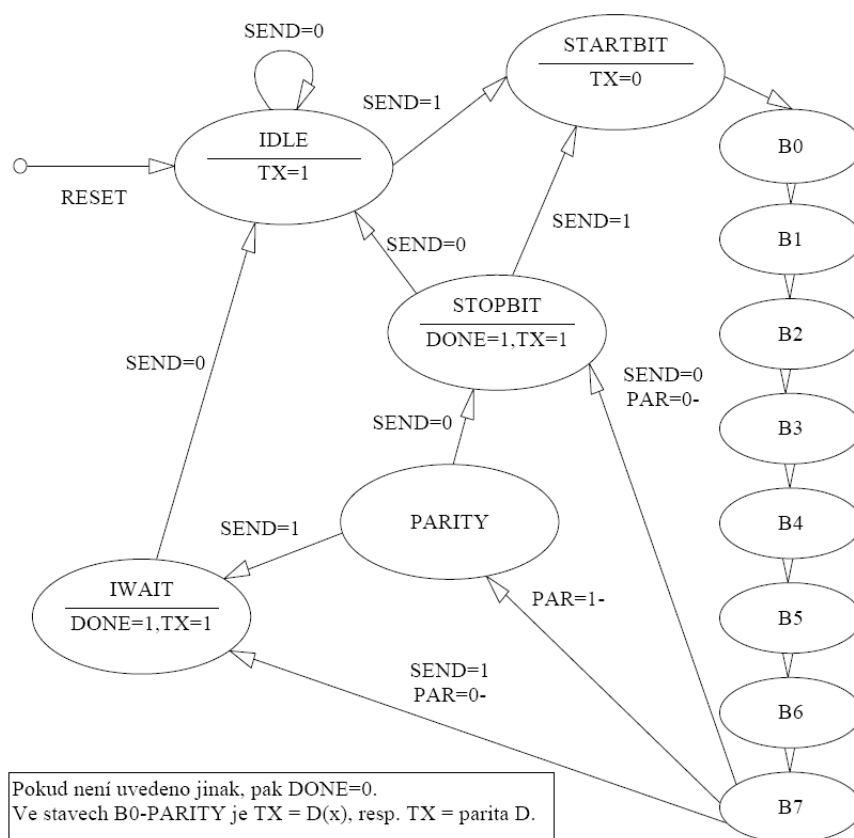 SEND=0
STARTBIT
TX=0
SEND=1
IDLE
TX=1
B0
RESET
B1
SEND=0
SEND=1
STOPBIT
DONE=1,TX=1
B2
SEND=0
SEND=0
PAR=0-
SEND=0
B3
PARITY
B4
SEND=1
IWAIT
DONE=1,TX=1
PAR=1-
B5
SEND=1
PAR=0-
B6
Pokud není uvedeno jinak, pak DONE=0.
Ve stavech B0-PARITY je TX = D(x), resp. TX = parita D.
B7